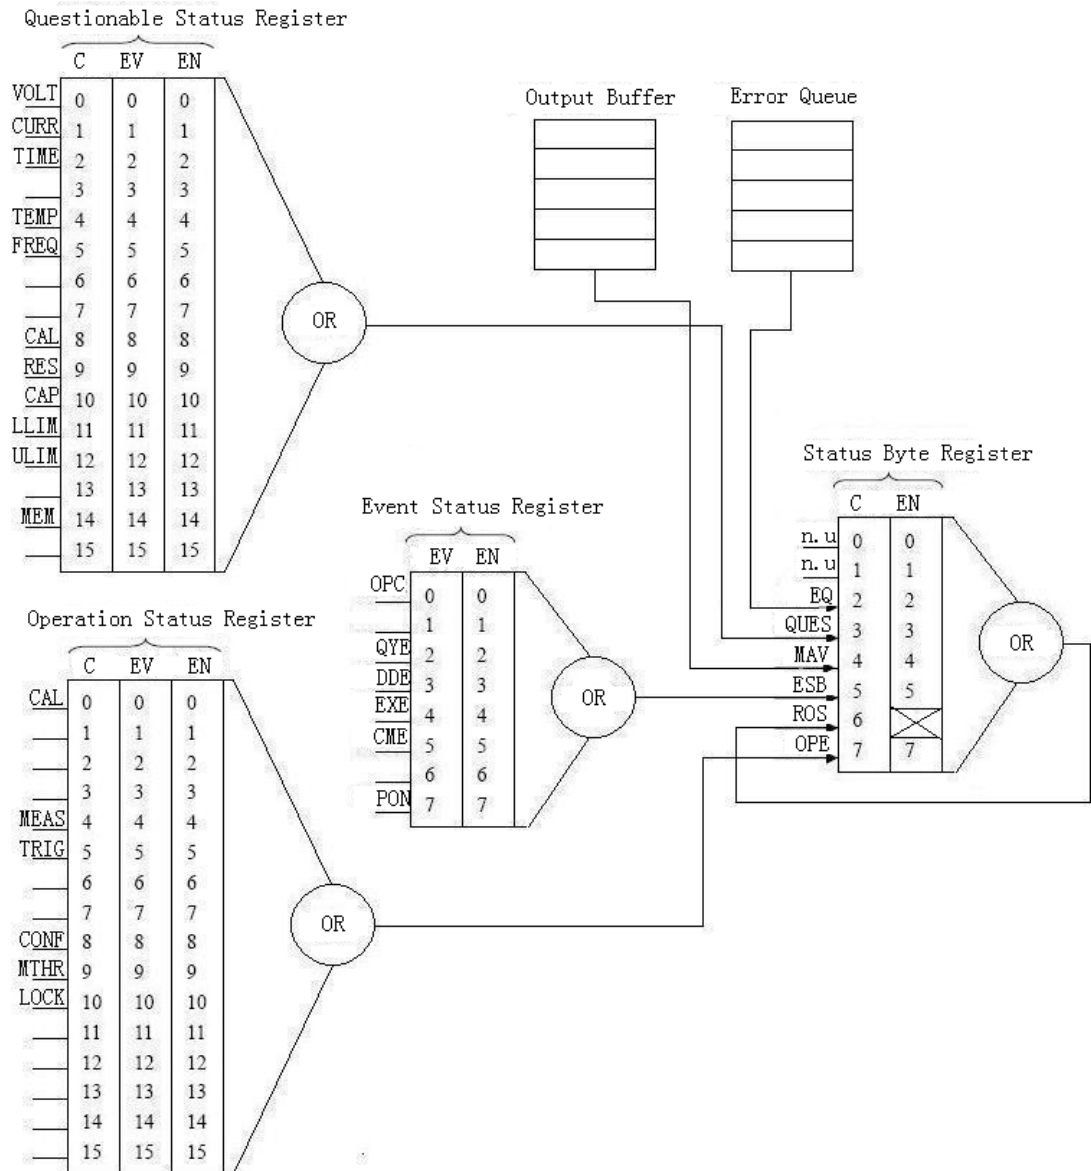 Questionable Status Register
C EV EN
VOLT 0 0 0
CURR 1 1 1
TIME 2 2 2
3 3 3
TEMP 4 4 4
FREQ 5 5 5
6 6 6
7 7 7
CAL 8 8 8
RES 9 9 9
CAP 10 10 10
LLIM 11 11 11
ULIM 12 12 12
13 13 13
MEM 14 14 14
15 15 15
OR
Output Buffer
Error Queue
Event Status Register
EV EN
OPC 0 0
1 1
QYE 2 2
DDE 3 3
EXE 4 4
CME 5 5
6 6
PON 7 7
OR
Operation Status Register
C EV EN
CAL 0 0 0
1 1 1
2 2 2
3 3 3
MEAS 4 4 4
TRIG 5 5 5
6 6 6
7 7 7
CONF 8 8 8
MTHR 9 9 9
LOCK 10 10 10
11 11 11
12 12 12
13 13 13
14 14 14
15 15 15
OR
Status Byte Register
C EN
n.u 0 0
n.u 1 1
EQ 2 2
QUES 3 3
MAV 4 4
ESB 5 5
ROS 6
OPE 7 7
OR